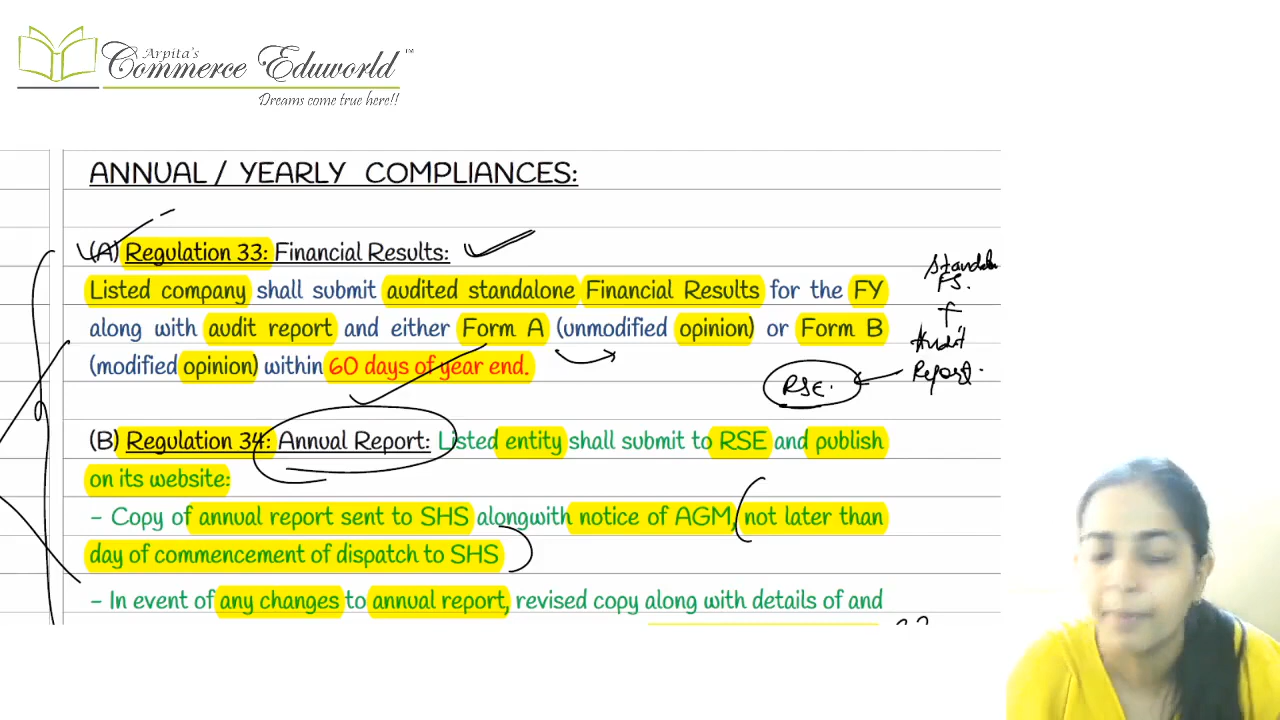 Arpita's
Commerce Eduworld™
Dreams come true here!!
ANNUAL / YEARLY COMPLIANCES:
(A) Regulation 33: Financial Results:
Listed company shall submit audited standalone Financial Results for the FY
along with audit report and either Form A (unmodified opinion) or Form B
(modified opinion) within 60 days of year end.
FS.
+
Audit
Report.
RSE.
(B) Regulation 34: Annual Report: Listed entity shall submit to RSE and publish
on its website:
- Copy of annual report sent to SHS alongwith notice of AGM, not later than
day of commencement of dispatch to SHS
- In event of any changes to annual report, revised copy along with details of and